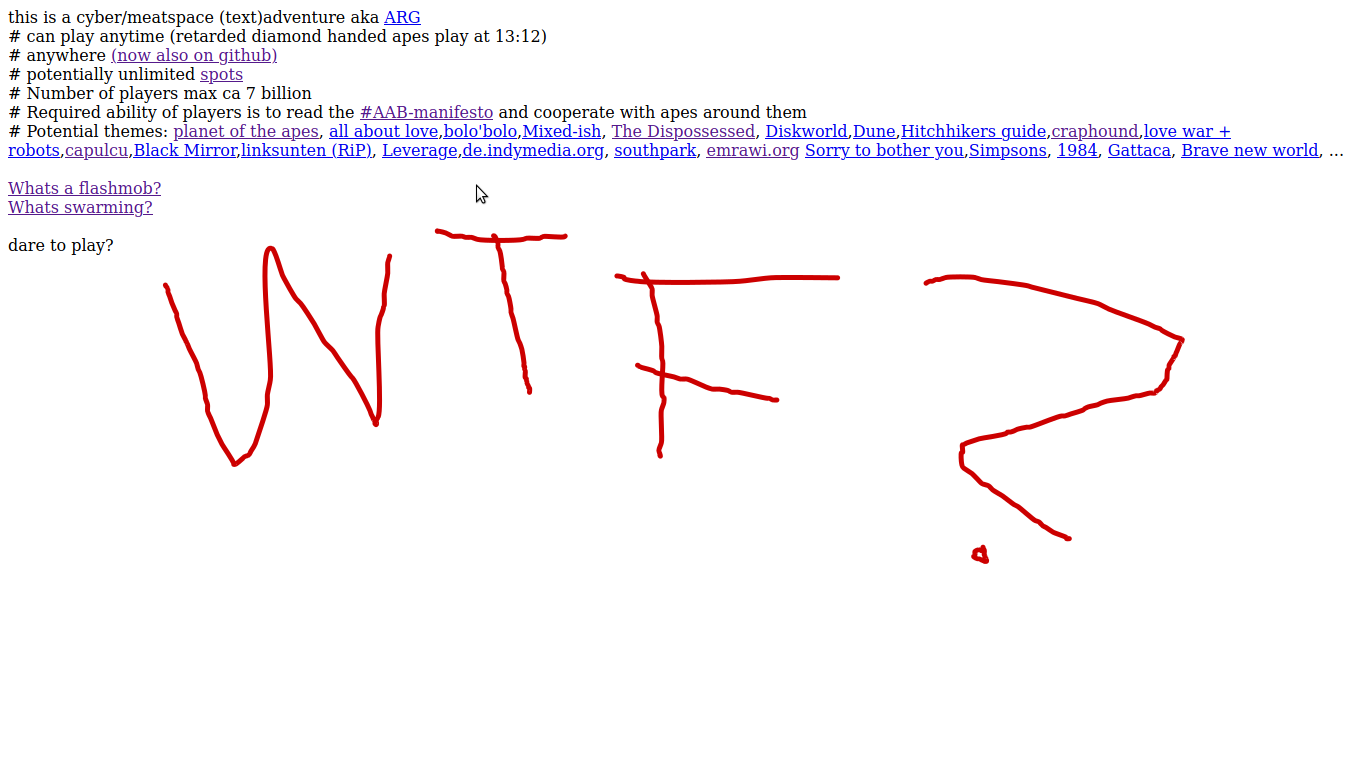 this is a cyber/meatspace (text)adventure aka ARG
# can play anytime (retarded diamond handed apes play at 13:12)
# anywhere (now also on github)
# potentially unlimited spots
# Number of players max ca 7 billion
# Required ability of players is to read the #AAB-manifesto and cooperate with apes around them
# Potential themes: planet of the apes, all about love,bolo'bolo,Mixed-ish, The Dispossessed, Diskworld,Dune,Hitchhikers guide,craphound,love war +
robots,capulcu,Black Mirror,linksunten (RiP), Leverage,de.indymedia.org, southpark, emrawi.org Sorry to bother you,Simpsons, 1984, Gattaca, Brave new world, ...
Whats a flashmob?
Whats swarming?
dare to play?
WTF?